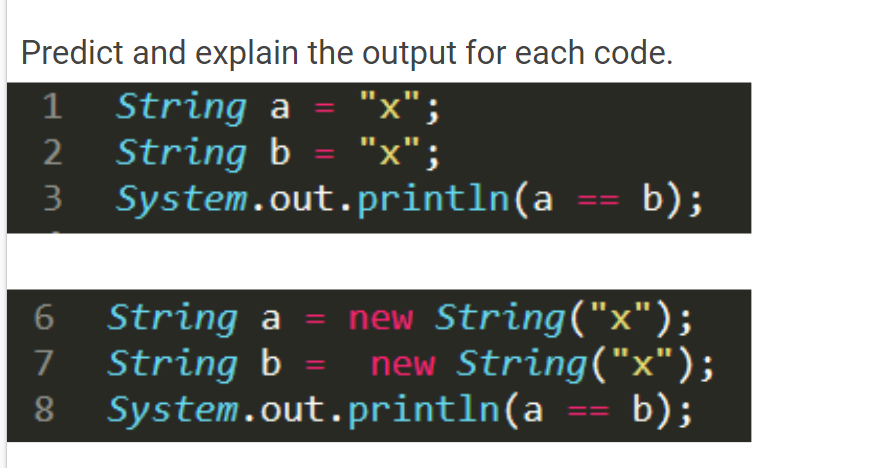 Predict and explain the output for each code.
1 String a = "x";
2 String b = "x";
3 System.out.println(a == b);
6 String a = new String("x");
7 String b =  new String("x");
8 System.out.println(a == b);